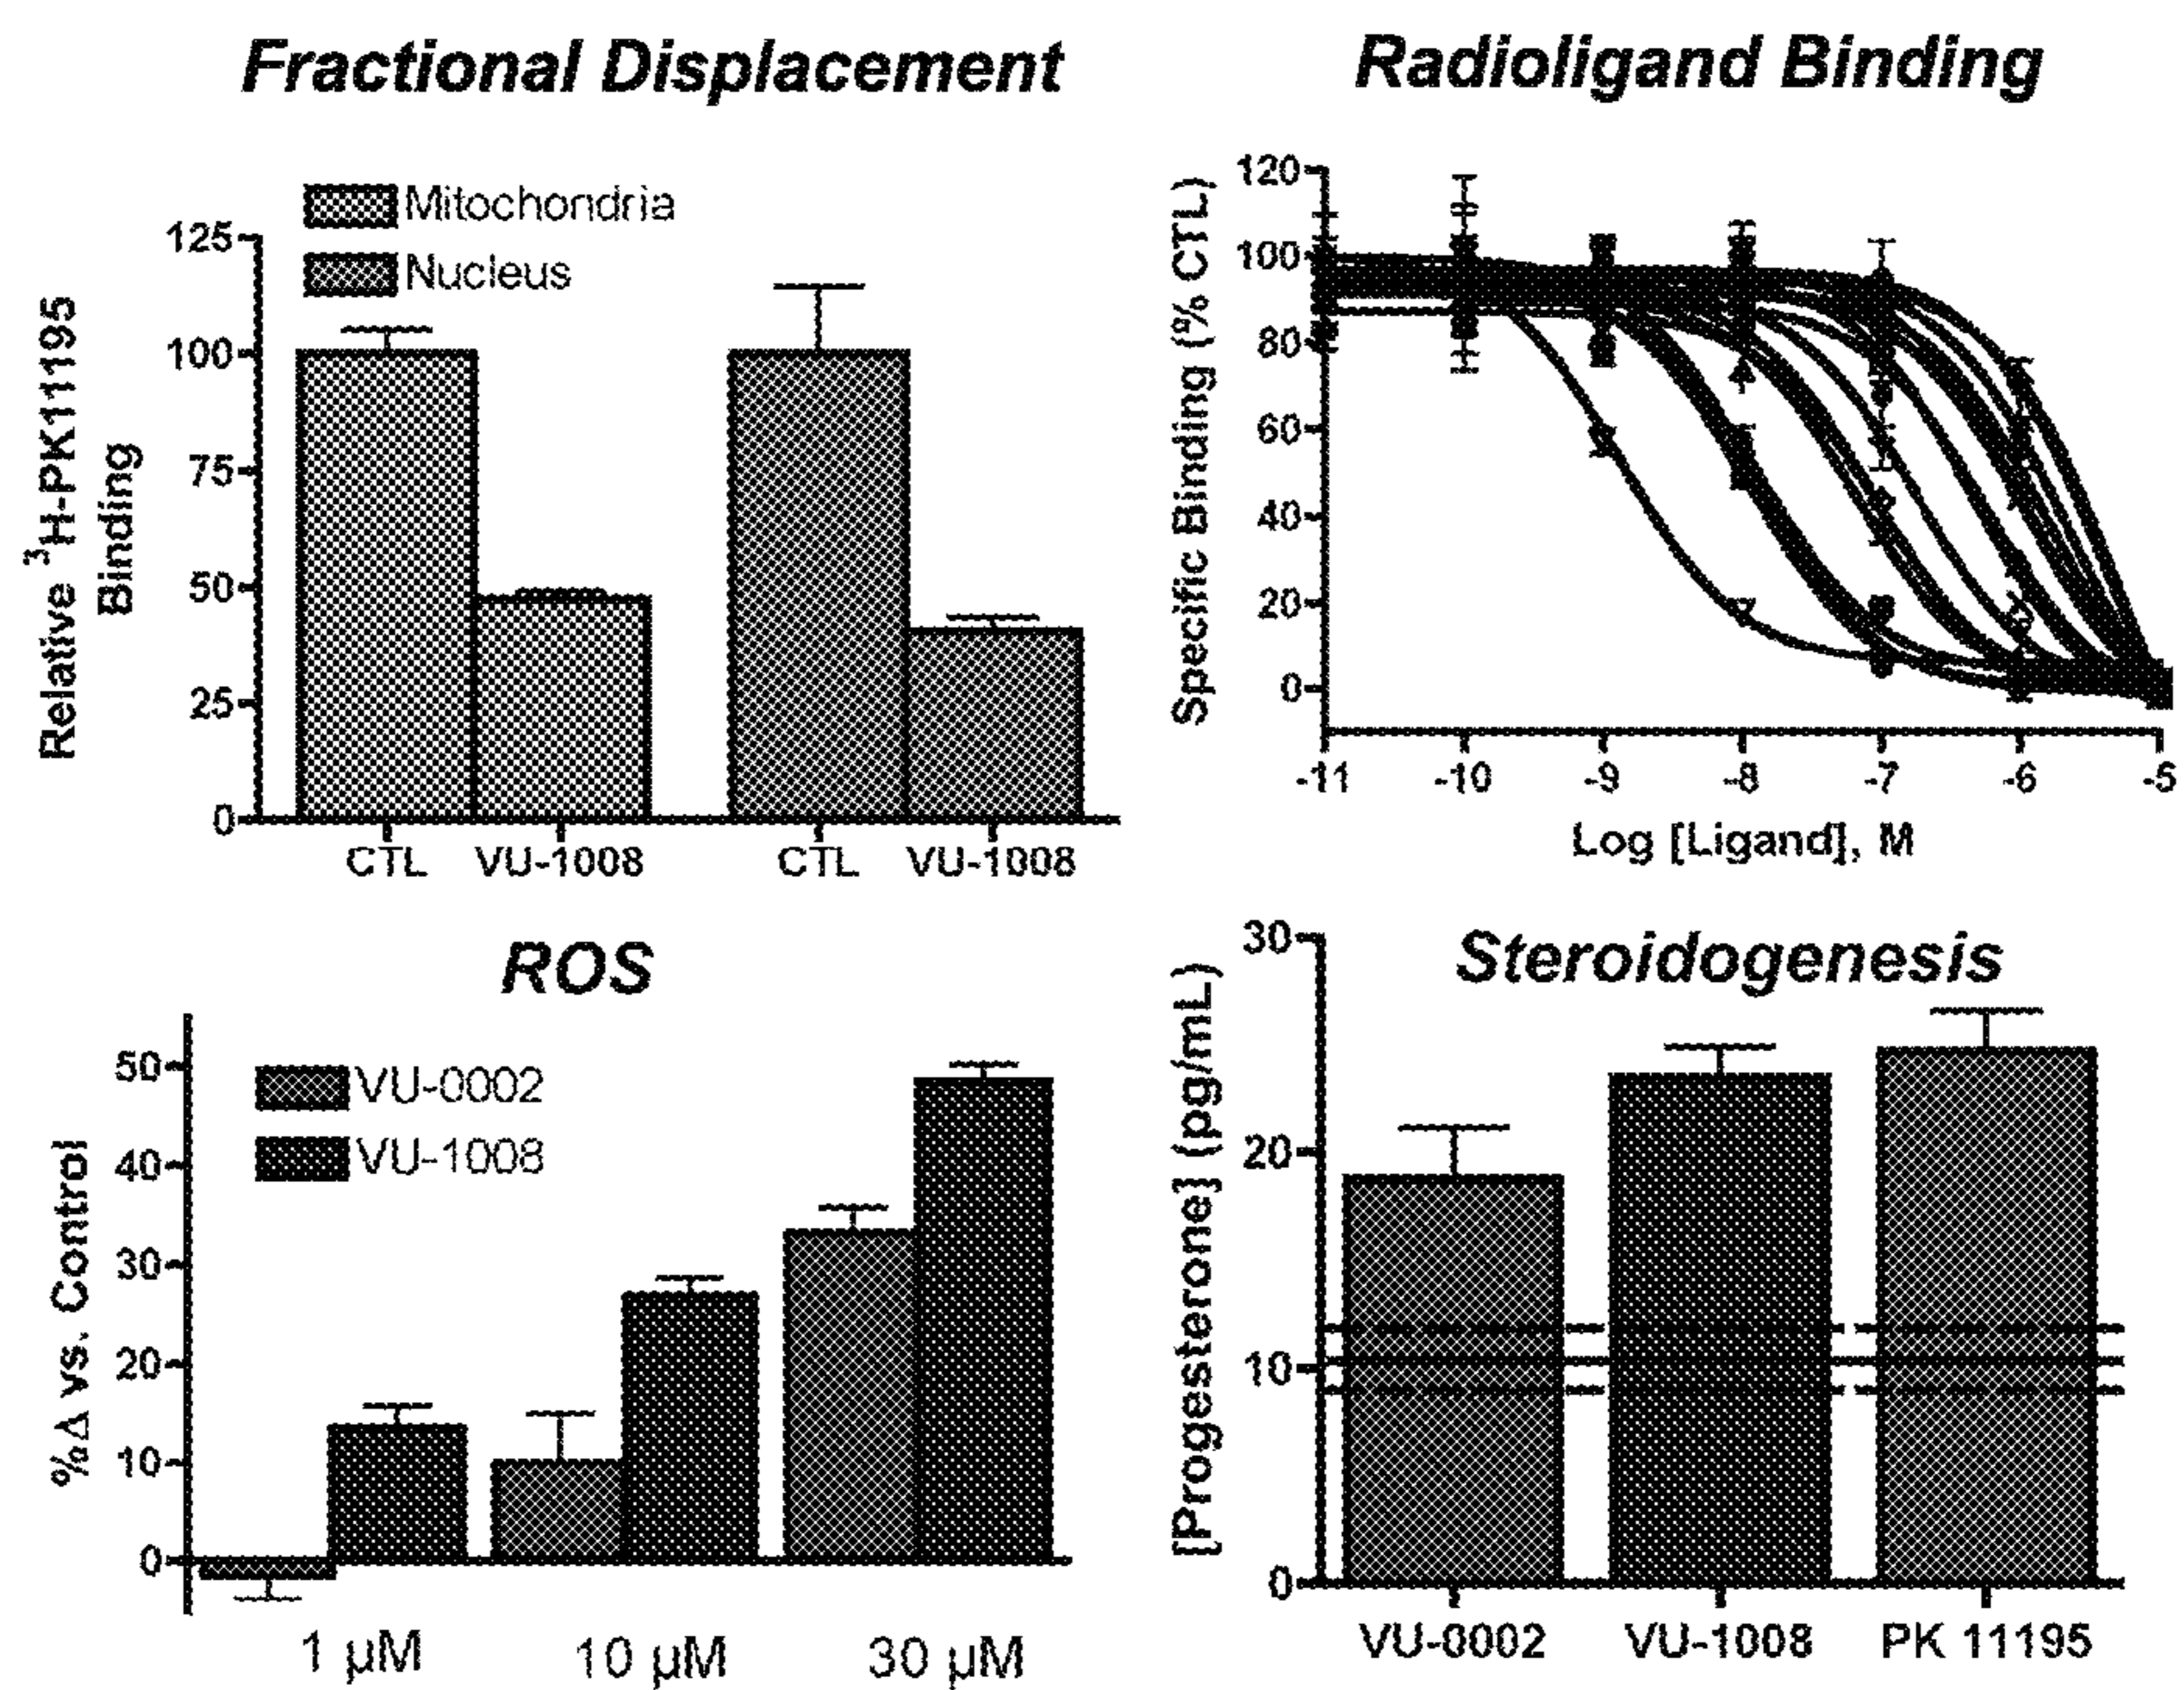 Fractional Displacement
Mitochondria
Nucleus
125
100
75
50
25
0
Relative ³H-PK11195
Binding
CTL VU-1008 CTL VU-1008
Radioligand Binding
120
100
80
60
40
20
0
Specific Binding (% CTL)
-11 -10 -9 -8 -7 -6 -5
Log [Ligand], M
ROS
VU-0002
VU-1008
50
40
30
20
10
0
%Δ vs. Control
1 µM 10 µM 30 µM
Steroidogenesis
30
20
10
0
[Progesterone] (pg/mL)
VU-0002 VU-1008 PK 11195